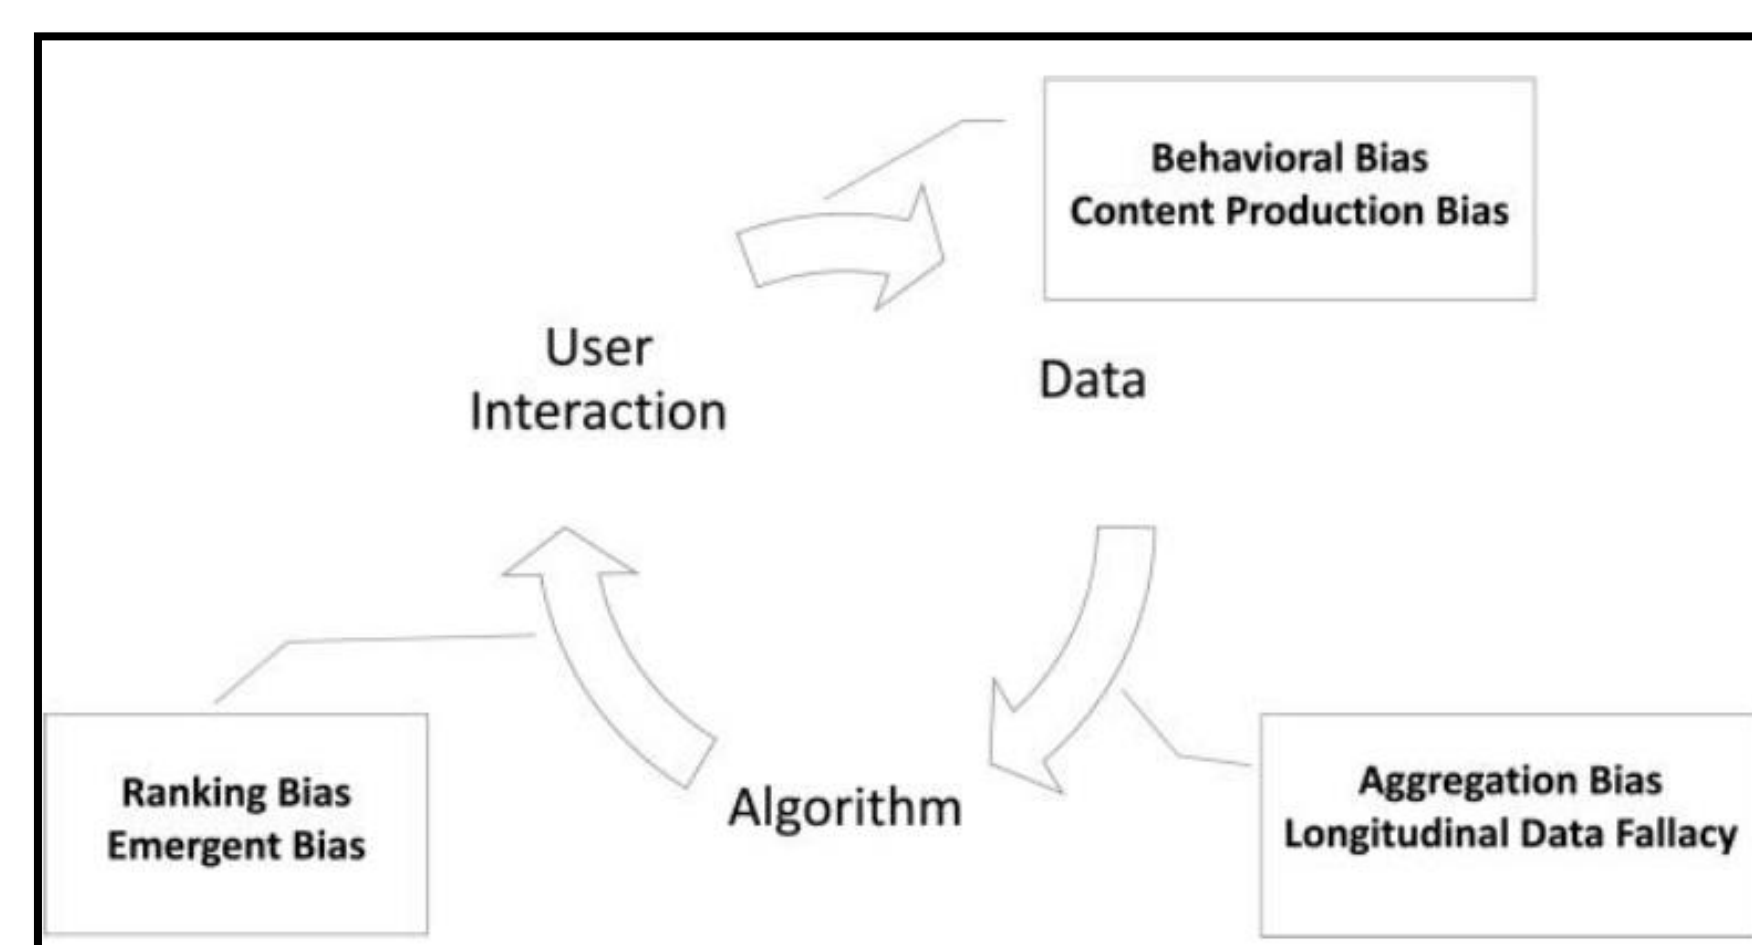 Behavioral Bias
Content Production Bias
User
Interaction
Data
Ranking Bias
Emergent Bias
Algorithm
Aggregation Bias
Longitudinal Data Fallacy